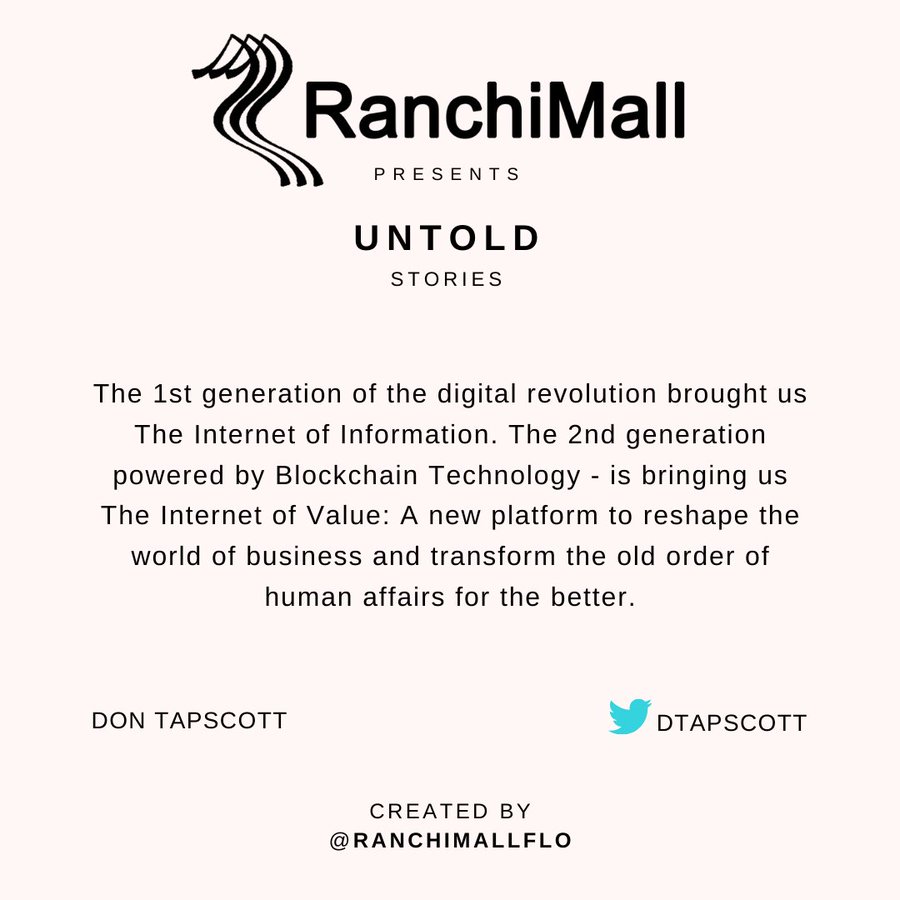 RanchiMall
PRESENTS
UNTOLD
STORIES
The 1st generation of the digital revolution brought us
The Internet of Information. The 2nd generation
powered by Blockchain Technology - is bringing us
The Internet of Value: A new platform to reshape the
world of business and transform the old order of
human affairs for the better.
DON TAPSCOTT
DTAPSCOTT
CREATED BY
@RANCHIMALLFLO